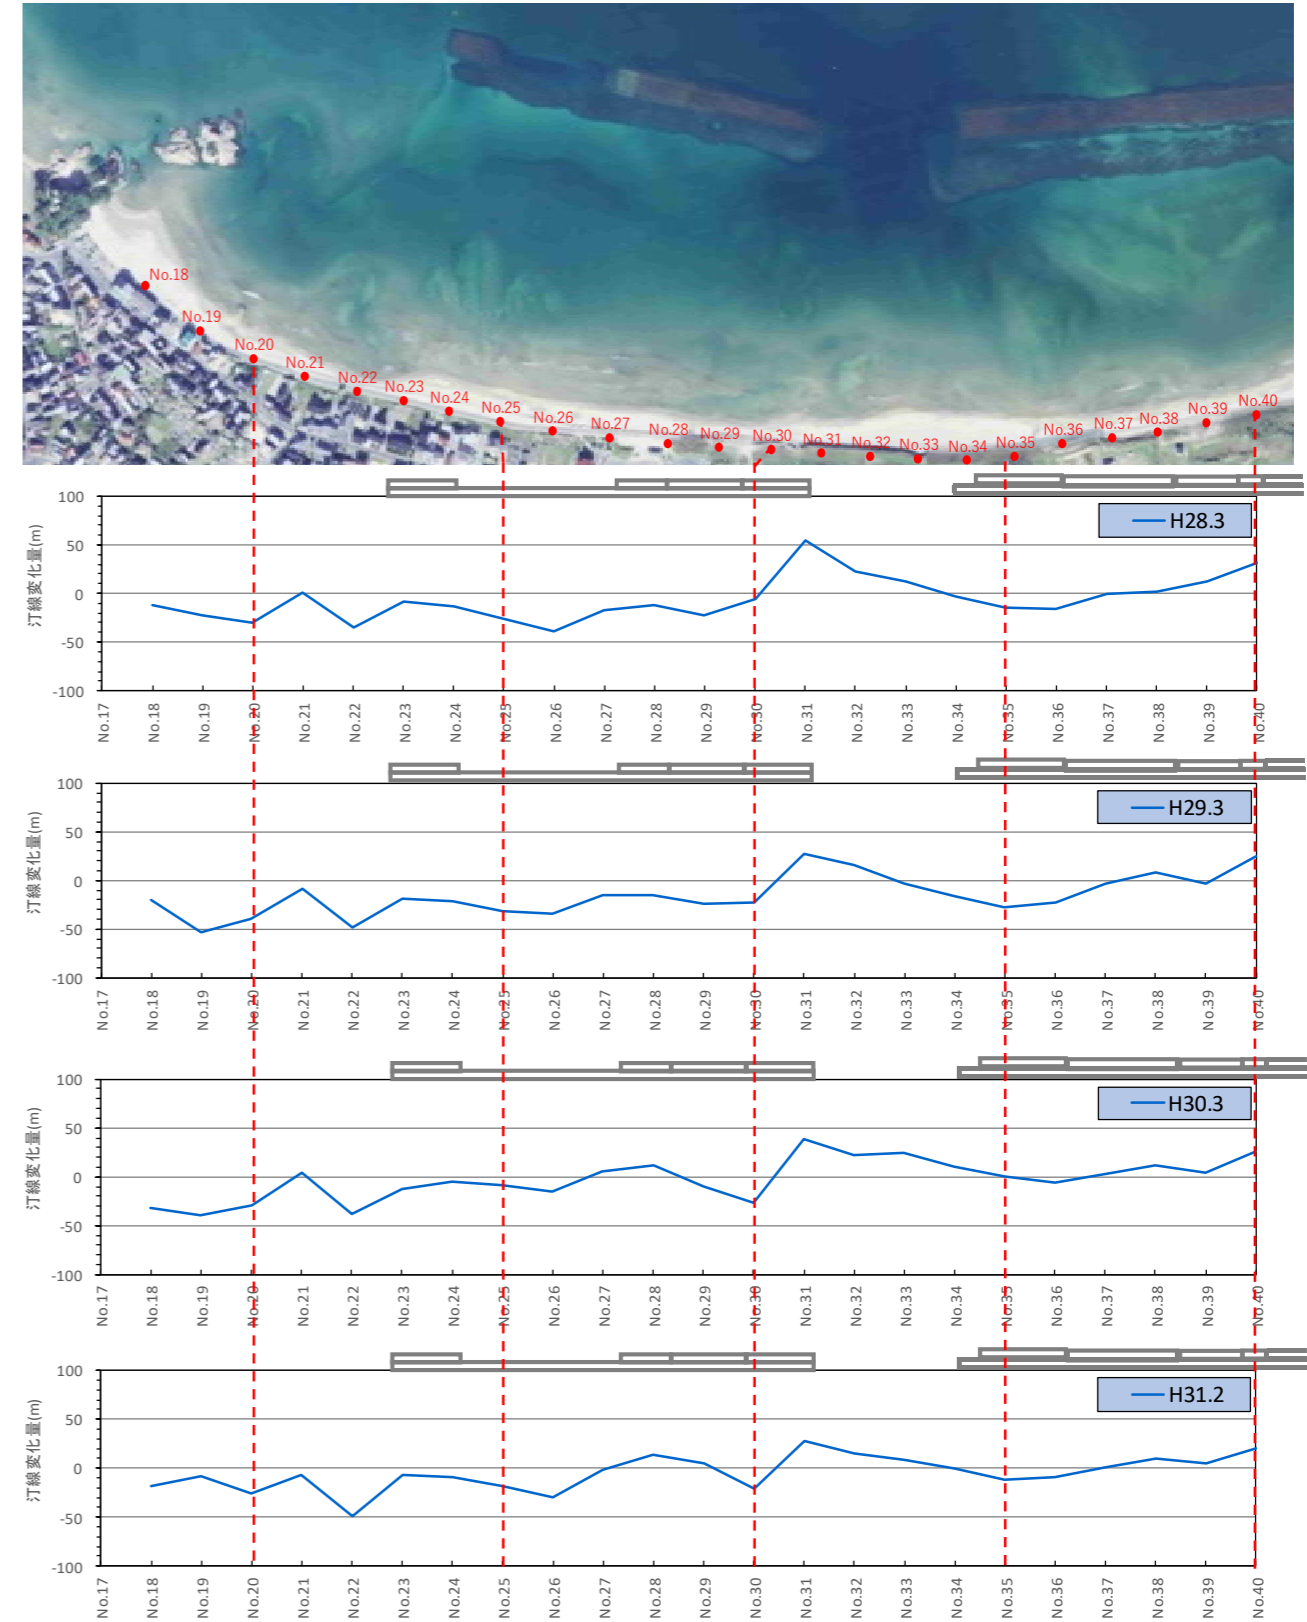 No.18
No.19
No.20
No.21
No.22
No.23
No.24
No.25
No.26
No.27
No.28
No.29
No.30
No.31
No.32
No.33
No.34
No.35
No.36
No.37
No.38
No.39
No.40
汀線変化量(m)
100
50
0
-50
-100
H28.3
No.17
No.18
No.19
No.20
No.21
No.22
No.23
No.24
No.25
No.26
No.27
No.28
No.29
No.30
No.31
No.32
No.33
No.34
No.35
No.36
No.37
No.38
No.39
No.40
汀線変化量(m)
100
50
0
-50
-100
H29.3
No.17
No.18
No.19
No.20
No.21
No.22
No.23
No.24
No.25
No.26
No.27
No.28
No.29
No.30
No.31
No.32
No.33
No.34
No.35
No.36
No.37
No.38
No.39
No.40
汀線変化量(m)
100
50
0
-50
-100
H30.3
No.17
No.18
No.19
No.20
No.21
No.22
No.23
No.24
No.25
No.26
No.27
No.28
No.29
No.30
No.31
No.32
No.33
No.34
No.35
No.36
No.37
No.38
No.39
No.40
汀線変化量(m)
100
50
0
-50
-100
H31.2
No.17
No.18
No.19
No.20
No.21
No.22
No.23
No.24
No.25
No.26
No.27
No.28
No.29
No.30
No.31
No.32
No.33
No.34
No.35
No.36
No.37
No.38
No.39
No.40